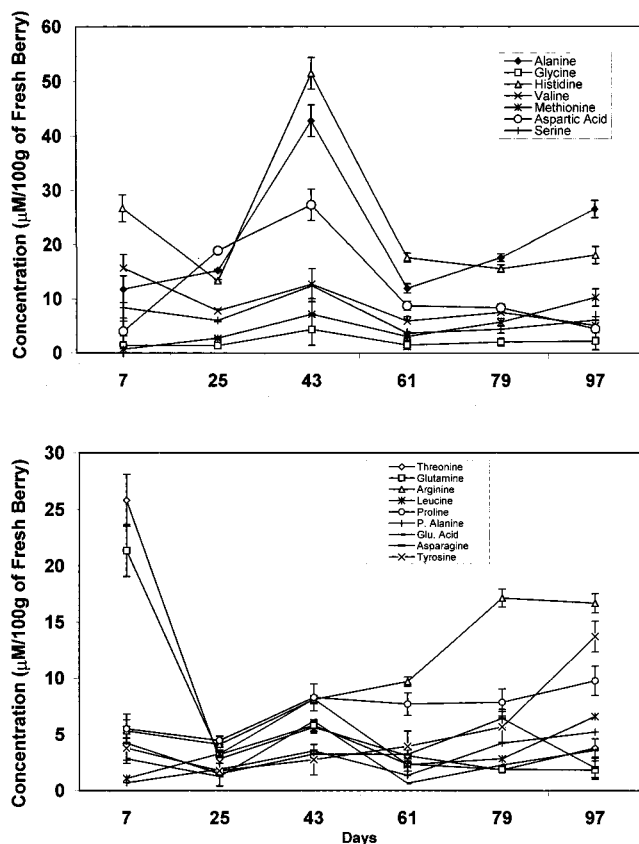 Concentration (μM/100g of Fresh Berry)
60
50
40
30
20
10
0
Alanine
Glycine
Histidine
Valine
Methionine
Aspartic Acid
Serine
7 25 43 61 79 97
Concentration (μM/100g of Fresh Berry)
30
25
20
15
10
5
0
Threonine
Glutamine
Arginine
Leucine
Proline
P. Alanine
Glu. Acid
Asparagine
Tyrosine
7 25 43 61 79 97
Days